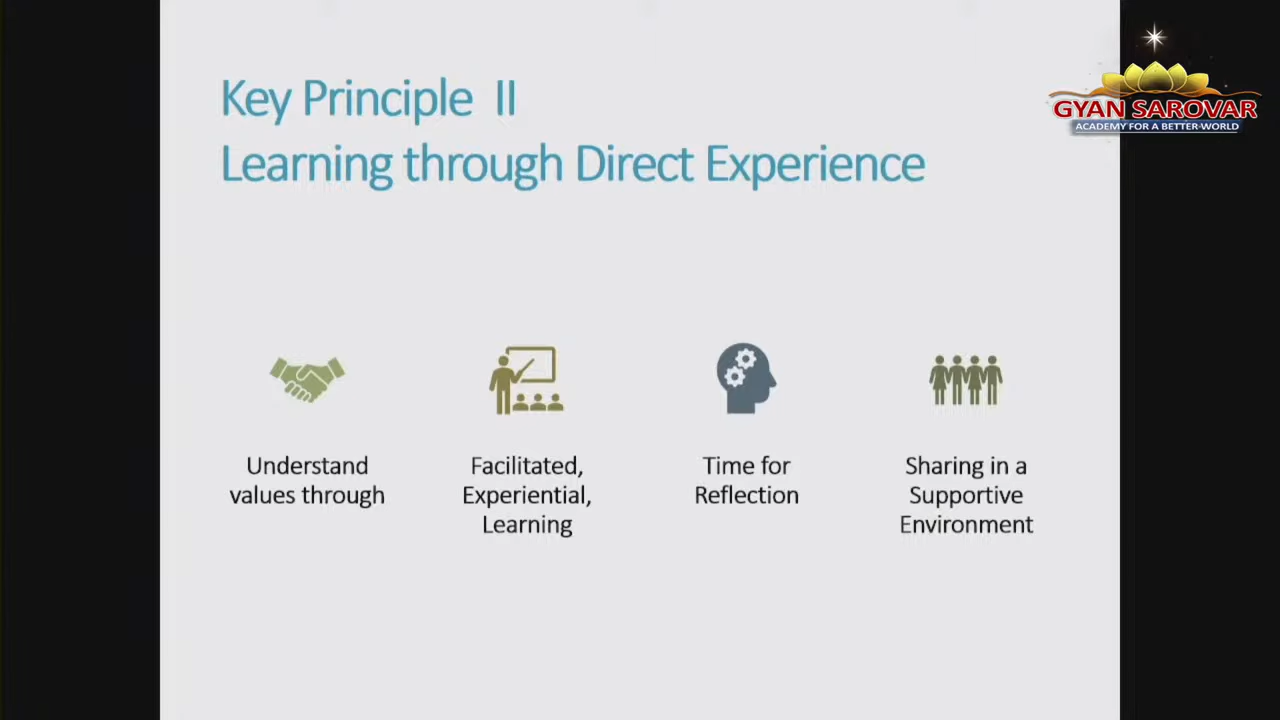 Key Principle II
Learning through Direct Experience
GYAN SAROVAR
ACADEMY FOR A BETTER-WORLD
Understand
values through
Facilitated,
Experiential,
Learning
Time for
Reflection
Sharing in a
Supportive
Environment